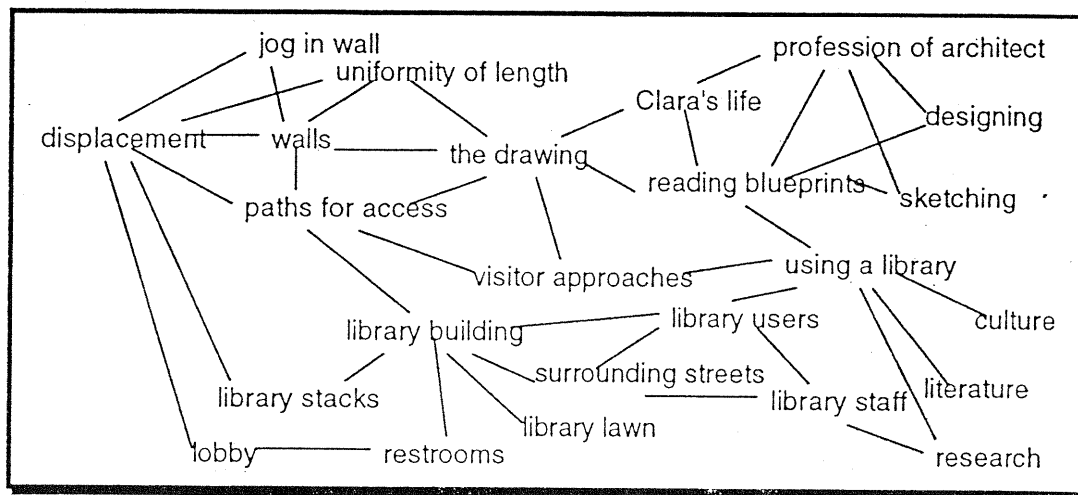 jog in wall
profession of architect
uniformity of length
Clara's life
designing
displacement
walls
the drawing
reading blueprints
sketching
paths for access
visitor approaches
using a library
library building
library users
culture
surrounding streets
library stacks
library staff
literature
library lawn
lobby
restrooms
research